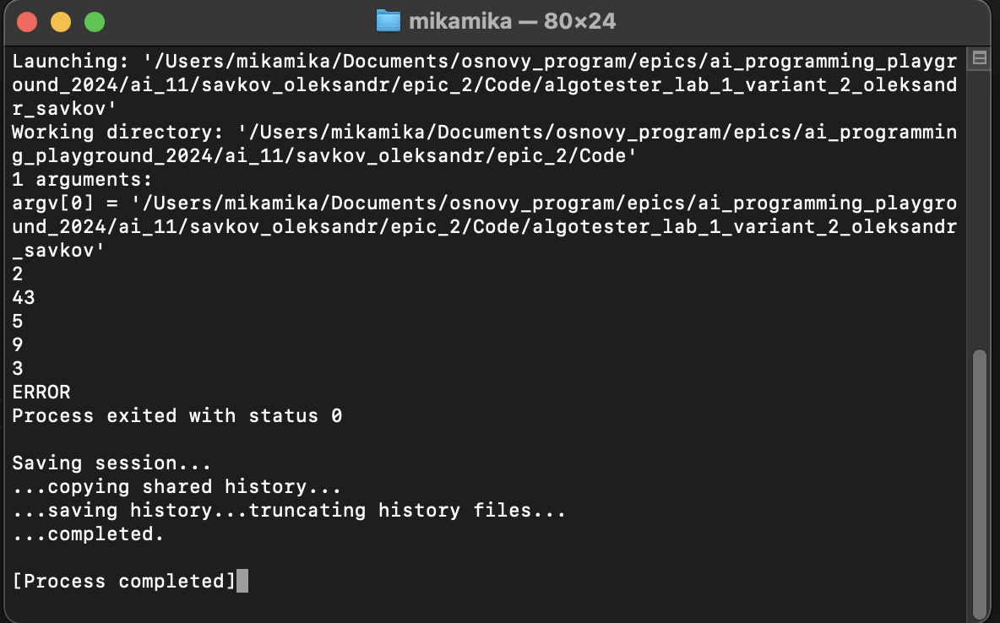 mikamika — 80×24
Launching: '/Users/mikamika/Documents/osnovy_program/epics/ai_programming_playgr
ound_2024/ai_11/savkov_oleksandr/epic_2/Code/algotester_lab_1_variant_2_oleksand
r_savkov'
Working directory: '/Users/mikamika/Documents/osnovy_program/epics/ai_programmin
g_playground_2024/ai_11/savkov_oleksandr/epic_2/Code'
1 arguments:
argv[0] = '/Users/mikamika/Documents/osnovy_program/epics/ai_programming_playgro
und_2024/ai_11/savkov_oleksandr/epic_2/Code/algotester_lab_1_variant_2_oleksandr
_savkov'
2
43
5
9
3
ERROR
Process exited with status 0
Saving session...
...copying shared history...
...saving history...truncating history files...
...completed.
[Process completed]